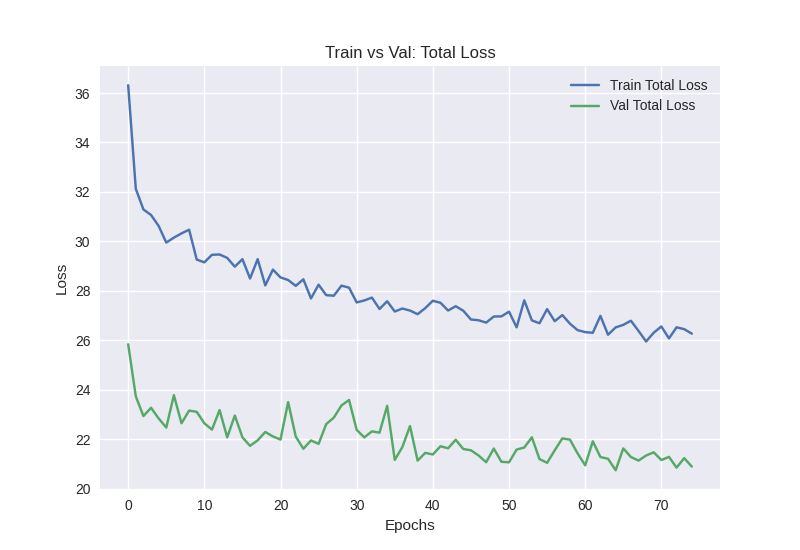 Train vs Val: Total Loss
Train Total Loss
Val Total Loss
36
34
32
30
28
26
24
22
20
Loss
0 10 20 30 40 50 60 70
Epochs